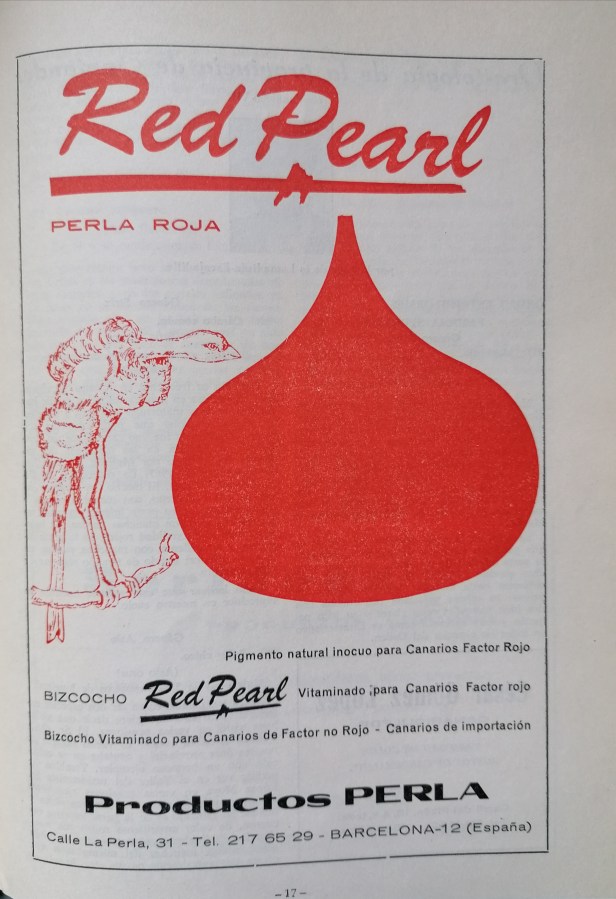 Red Pearl
PERLA ROJA
Pigmento natural inocuo para Canarios Factor Rojo
BIZCOCHO Red Pearl Vitaminado para Canarios Factor rojo
Bizcocho Vitaminado para Canarios de Factor no Rojo - Canarios de importación
Productos PERLA
Calle La Perla, 31 - Tel. 217 65 29 - BARCELONA-12 (España)
- 17 -